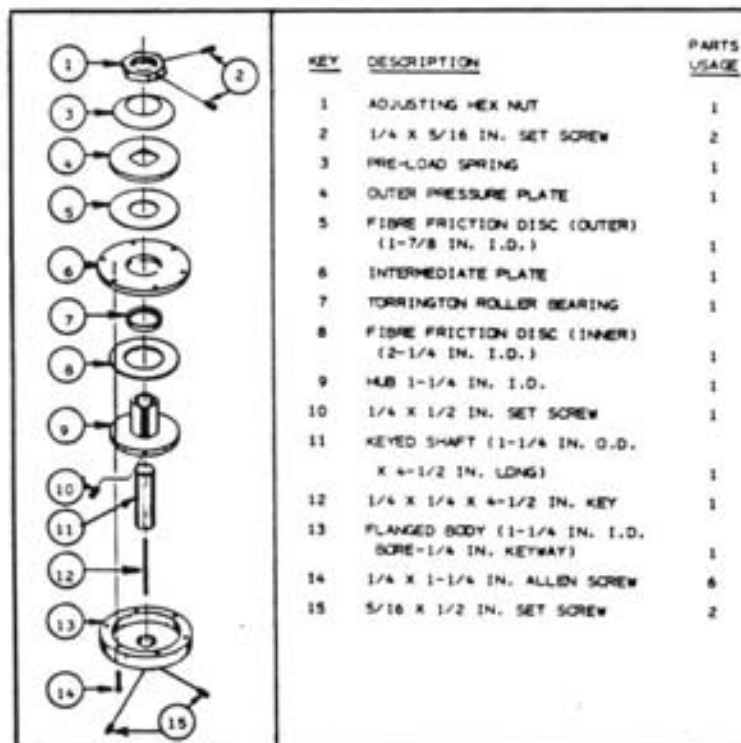 KEY DESCRIPTION PARTS USAGE
1 ADJUSTING HEX NUT 1
2 1/4 X 5/16 IN. SET SCREW 2
3 PRE-LOAD SPRING 1
4 OUTER PRESSURE PLATE 1
5 FIBRE FRICTION DISC (OUTER)
(1-7/8 IN. I.D.) 1
6 INTERMEDIATE PLATE 1
7 TORRINGTON ROLLER BEARING 1
8 FIBRE FRICTION DISC (INNER)
(2-1/4 IN. I.D.) 1
9 HUB 1-1/4 IN. I.D. 1
10 1/4 X 1/2 IN. SET SCREW 1
11 KEYED SHAFT (1-1/4 IN. O.D.
X 4-1/2 IN. LONG) 1
12 1/4 X 1/4 X 4-1/2 IN. KEY 1
13 FLANGED BODY (1-1/4 IN. I.D.
BORE-1/4 IN. KEYWAY) 1
14 1/4 X 1-1/4 IN. ALLEN SCREW 6
15 5/16 X 1/2 IN. SET SCREW 2
1
2
3
4
5
6
7
8
9
10
11
12
13
14
15